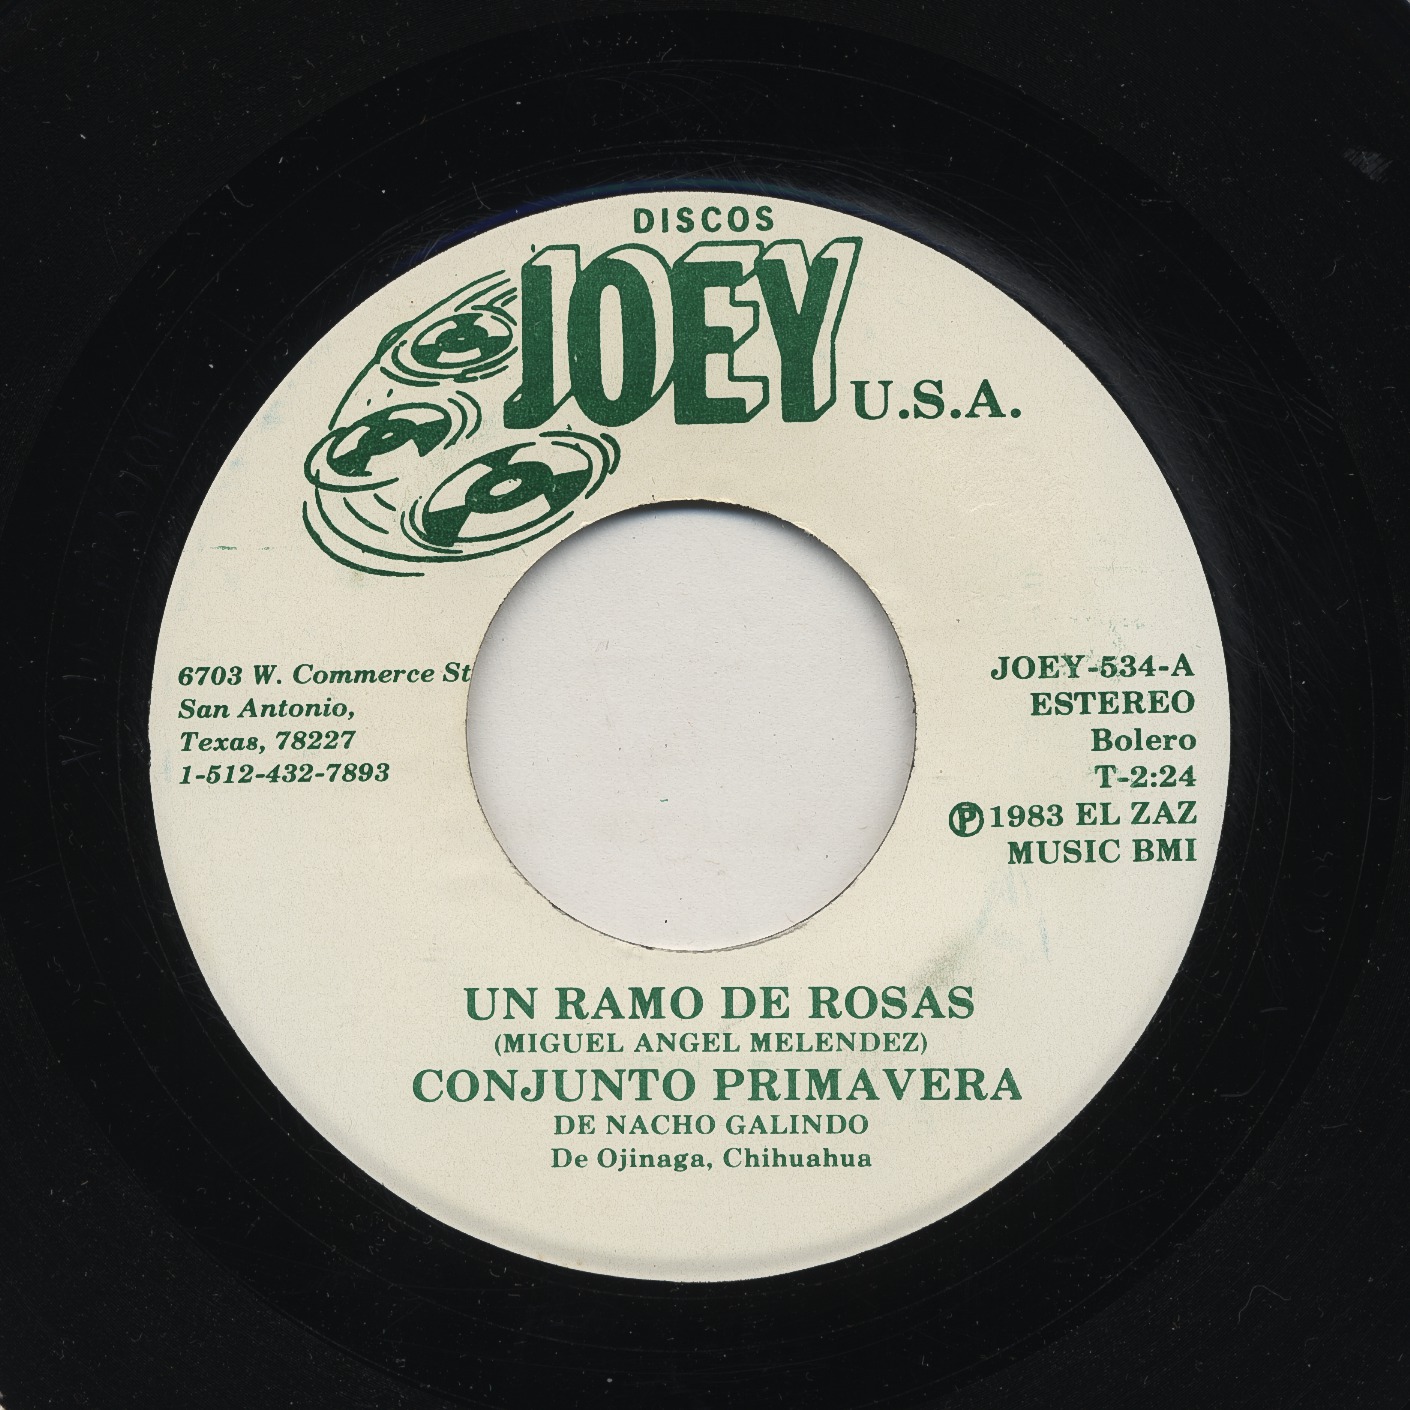 DISCOS
JOEY
U.S.A.
6703 W. Commerce St
San Antonio,
Texas, 78227
1-512-432-7893
JOEY-534-A
ESTEREO
Bolero
T-2:24
Ⓟ1983 EL ZAZ
MUSIC BMI
UN RAMO DE ROSAS
(MIGUEL ANGEL MELENDEZ)
CONJUNTO PRIMAVERA
DE NACHO GALINDO
De Ojinaga, Chihuahua